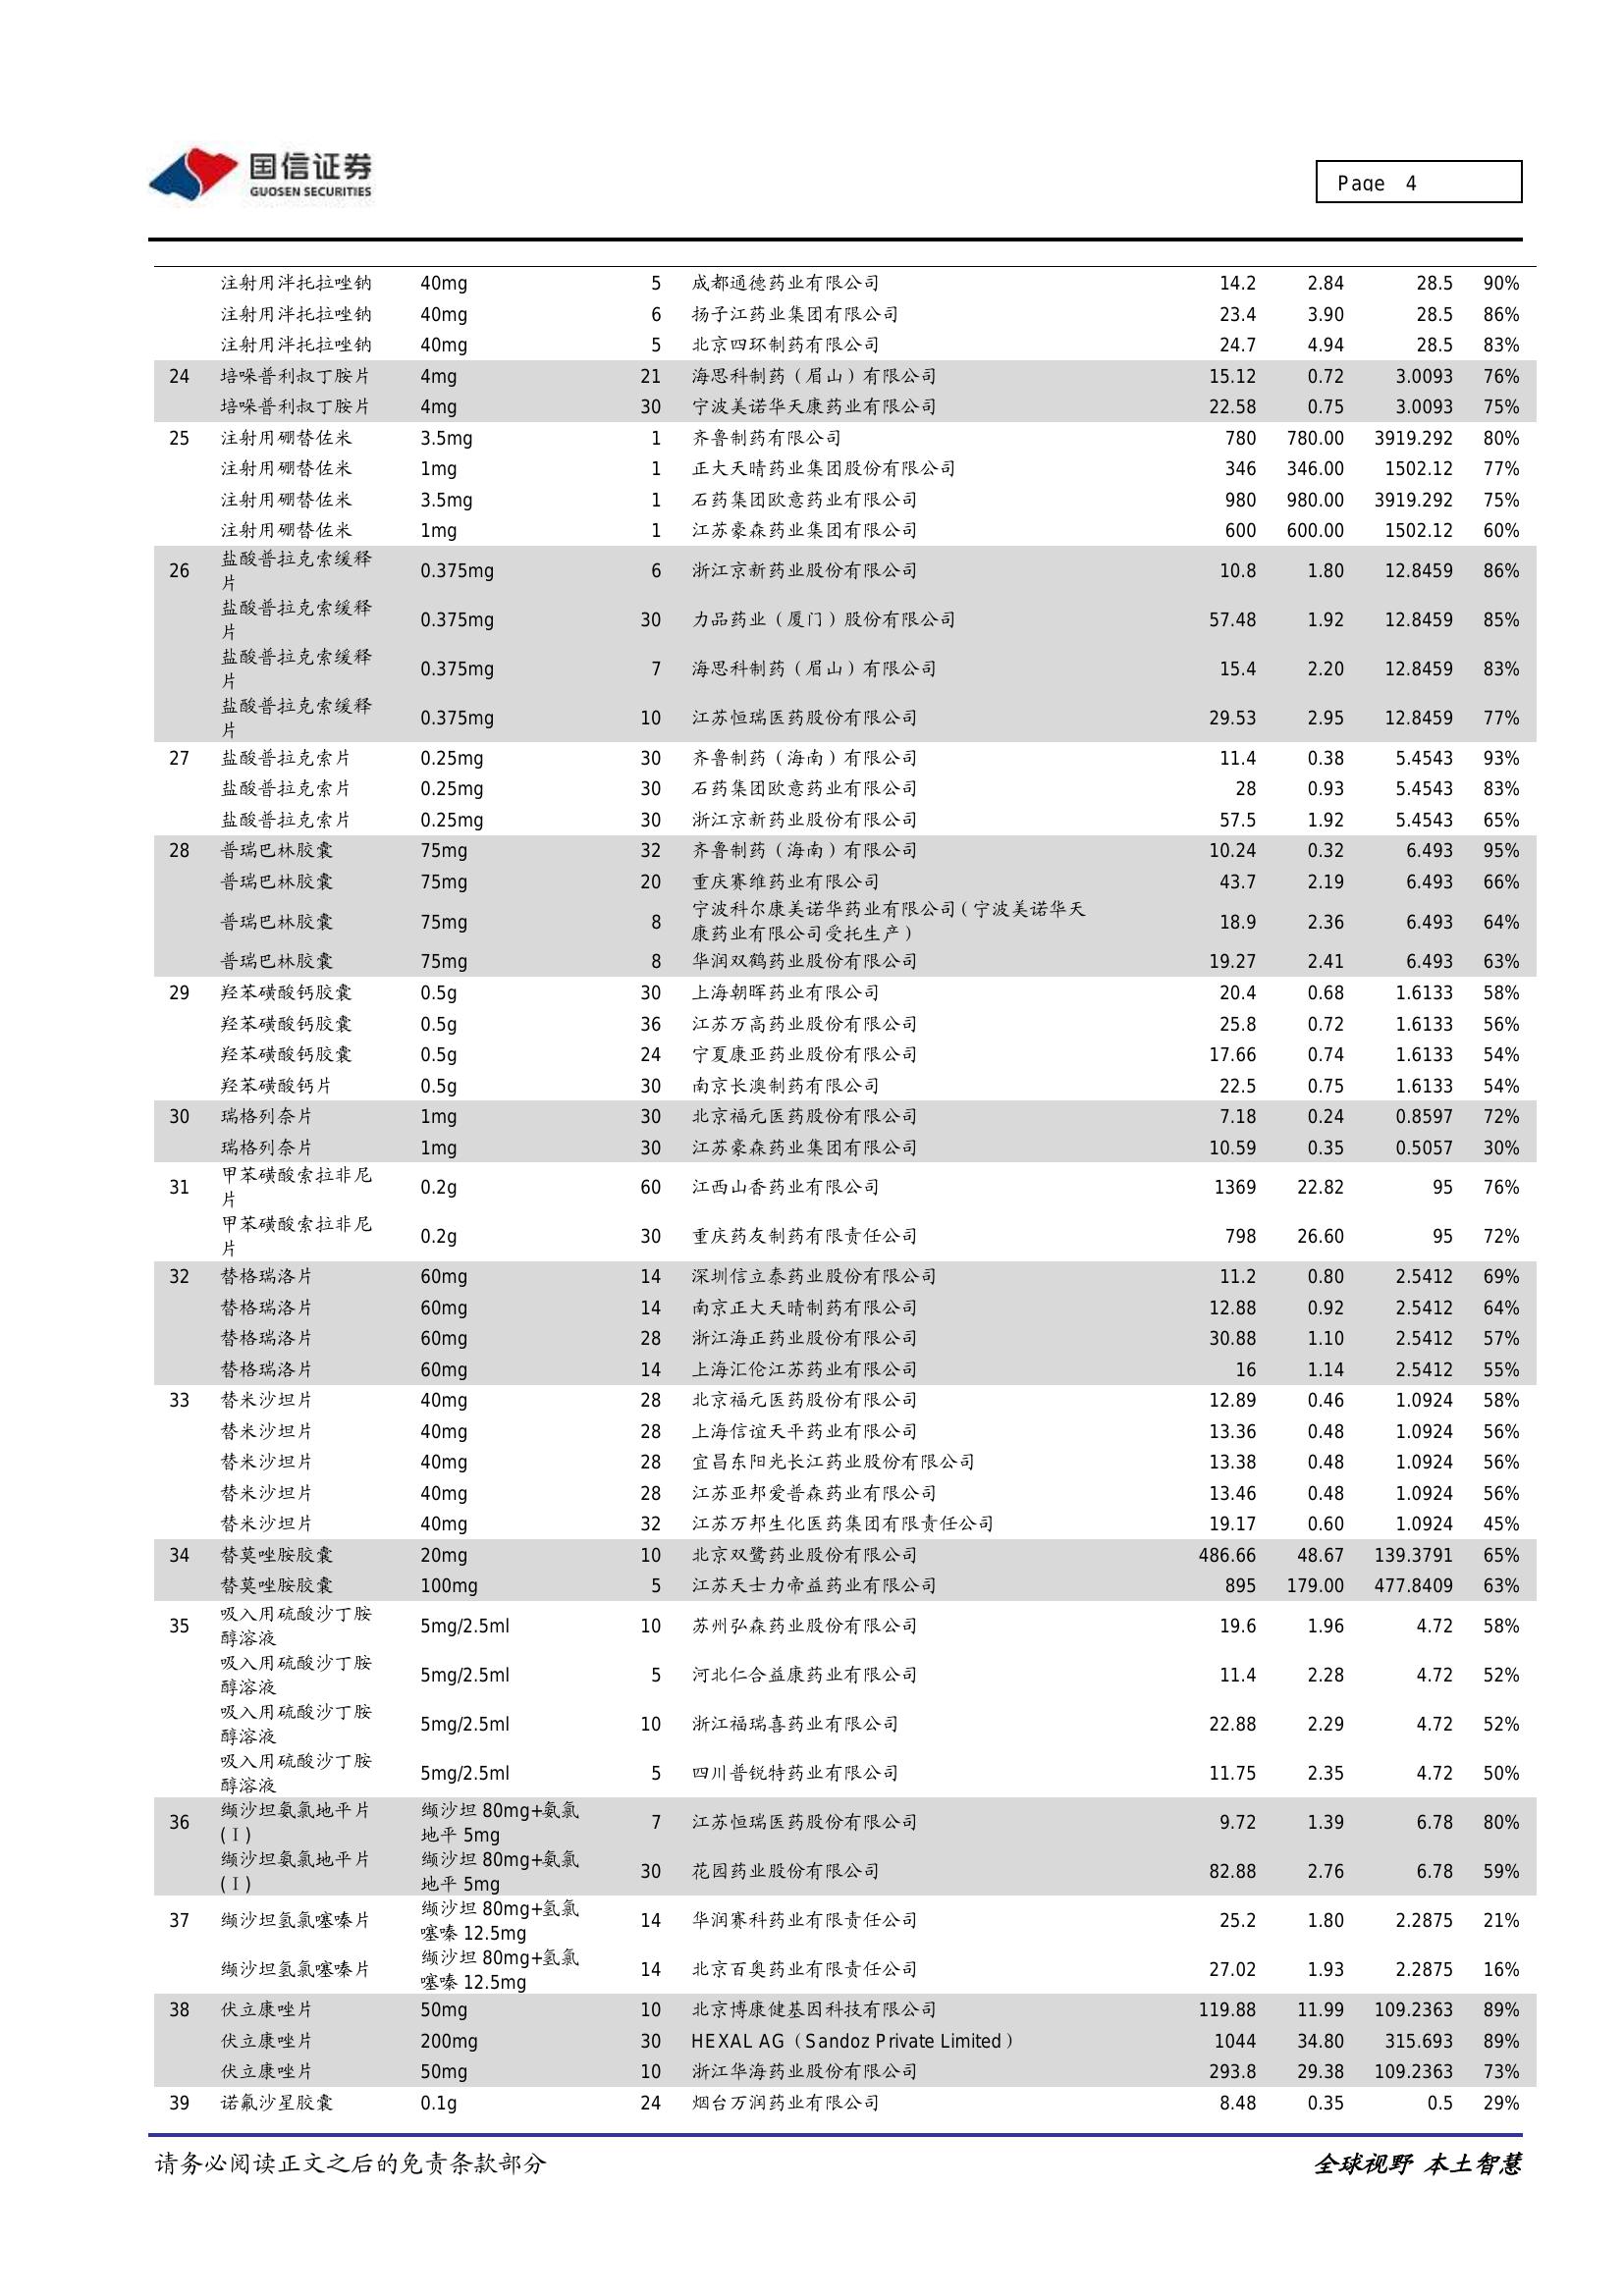 国信证券
GUOSEN SECURITIES
Page 4
注射用泮托拉唑钠 40mg 5 成都通德药业有限公司 14.2 2.84 28.5 90%
注射用泮托拉唑钠 40mg 6 扬子江药业集团有限公司 23.4 3.90 28.5 86%
注射用泮托拉唑钠 40mg 5 北京四环制药有限公司 24.7 4.94 28.5 83%
24 培哚普利叔丁胺片 4mg 21 海思科制药（眉山）有限公司 15.12 0.72 3.0093 76%
培哚普利叔丁胺片 4mg 30 宁波美诺华天康药业有限公司 22.58 0.75 3.0093 75%
25 注射用硼替佐米 3.5mg 1 齐鲁制药有限公司 780 780.00 3919.292 80%
注射用硼替佐米 1mg 1 正大天晴药业集团股份有限公司 346 346.00 1502.12 77%
注射用硼替佐米 3.5mg 1 石药集团欧意药业有限公司 980 980.00 3919.292 75%
注射用硼替佐米 1mg 1 江苏豪森药业集团有限公司 600 600.00 1502.12 60%
盐酸普拉克索缓释
26 片 0.375mg 6 浙江京新药业股份有限公司 10.8 1.80 12.8459 86%
盐酸普拉克索缓释
片 0.375mg 30 力品药业（厦门）股份有限公司 57.48 1.92 12.8459 85%
盐酸普拉克索缓释
片 0.375mg 7 海思科制药（眉山）有限公司 15.4 2.20 12.8459 83%
盐酸普拉克索缓释
片 0.375mg 10 江苏恒瑞医药股份有限公司 29.53 2.95 12.8459 77%
27 盐酸普拉克索片 0.25mg 30 齐鲁制药（海南）有限公司 11.4 0.38 5.4543 93%
盐酸普拉克索片 0.25mg 30 石药集团欧意药业有限公司 28 0.93 5.4543 83%
盐酸普拉克索片 0.25mg 30 浙江京新药业股份有限公司 57.5 1.92 5.4543 65%
28 普瑞巴林胶囊 75mg 32 齐鲁制药（海南）有限公司 10.24 0.32 6.493 95%
普瑞巴林胶囊 75mg 20 重庆赛维药业有限公司 43.7 2.19 6.493 66%
普瑞巴林胶囊 75mg 8 宁波科尔康美诺华药业有限公司(宁波美诺华天
康药业有限公司受托生产) 18.9 2.36 6.493 64%
普瑞巴林胶囊 75mg 8 华润双鹤药业股份有限公司 19.27 2.41 6.493 63%
29 羟苯磺酸钙胶囊 0.5g 30 上海朝晖药业有限公司 20.4 0.68 1.6133 58%
羟苯磺酸钙胶囊 0.5g 36 江苏万高药业股份有限公司 25.8 0.72 1.6133 56%
羟苯磺酸钙胶囊 0.5g 24 宁夏康亚药业股份有限公司 17.66 0.74 1.6133 54%
羟苯磺酸钙片 0.5g 30 南京长澳制药有限公司 22.5 0.75 1.6133 54%
30 瑞格列奈片 1mg 30 北京福元医药股份有限公司 7.18 0.24 0.8597 72%
瑞格列奈片 1mg 30 江苏豪森药业集团有限公司 10.59 0.35 0.5057 30%
甲苯磺酸索拉非尼
31 片 0.2g 60 江西山香药业有限公司 1369 22.82 95 76%
甲苯磺酸索拉非尼
片 0.2g 30 重庆药友制药有限责任公司 798 26.60 95 72%
32 替格瑞洛片 60mg 14 深圳信立泰药业股份有限公司 11.2 0.80 2.5412 69%
替格瑞洛片 60mg 14 南京正大天晴制药有限公司 12.88 0.92 2.5412 64%
替格瑞洛片 60mg 28 浙江海正药业股份有限公司 30.88 1.10 2.5412 57%
替格瑞洛片 60mg 14 上海汇伦江苏药业有限公司 16 1.14 2.5412 55%
33 替米沙坦片 40mg 28 北京福元医药股份有限公司 12.89 0.46 1.0924 58%
替米沙坦片 40mg 28 上海信谊天平药业有限公司 13.36 0.48 1.0924 56%
替米沙坦片 40mg 28 宜昌东阳光长江药业股份有限公司 13.38 0.48 1.0924 56%
替米沙坦片 40mg 28 江苏亚邦爱普森药业有限公司 13.46 0.48 1.0924 56%
替米沙坦片 40mg 32 江苏万邦生化医药集团有限责任公司 19.17 0.60 1.0924 45%
34 替莫唑胺胶囊 20mg 10 北京双鹭药业股份有限公司 486.66 48.67 139.3791 65%
替莫唑胺胶囊 100mg 5 江苏天士力帝益药业有限公司 895 179.00 477.8409 63%
吸入用硫酸沙丁胺
35 醇溶液 5mg/2.5ml 10 苏州弘森药业股份有限公司 19.6 1.96 4.72 58%
吸入用硫酸沙丁胺
醇溶液 5mg/2.5ml 5 河北仁合益康药业有限公司 11.4 2.28 4.72 52%
吸入用硫酸沙丁胺
醇溶液 5mg/2.5ml 10 浙江福瑞喜药业有限公司 22.88 2.29 4.72 52%
吸入用硫酸沙丁胺
醇溶液 5mg/2.5ml 5 四川普锐特药业有限公司 11.75 2.35 4.72 50%
缬沙坦氨氯地平片 缬沙坦 80mg+氨氯
36 (Ⅰ) 地平 5mg 7 江苏恒瑞医药股份有限公司 9.72 1.39 6.78 80%
缬沙坦氨氯地平片 缬沙坦 80mg+氨氯
(Ⅰ) 地平 5mg 30 花园药业股份有限公司 82.88 2.76 6.78 59%
37 缬沙坦氢氯噻嗪片 缬沙坦 80mg+氢氯
噻嗪 12.5mg 14 华润赛科药业有限责任公司 25.2 1.80 2.2875 21%
缬沙坦氢氯噻嗪片 缬沙坦 80mg+氢氯
噻嗪 12.5mg 14 北京百奥药业有限责任公司 27.02 1.93 2.2875 16%
38 伏立康唑片 50mg 10 北京博康健基因科技有限公司 119.88 11.99 109.2363 89%
伏立康唑片 200mg 30 HEXAL AG（Sandoz Private Limited） 1044 34.80 315.693 89%
伏立康唑片 50mg 10 浙江华海药业股份有限公司 293.8 29.38 109.2363 73%
39 诺氟沙星胶囊 0.1g 24 烟台万润药业有限公司 8.48 0.35 0.5 29%
请务必阅读正文之后的免责条款部分 全球视野 本土智慧